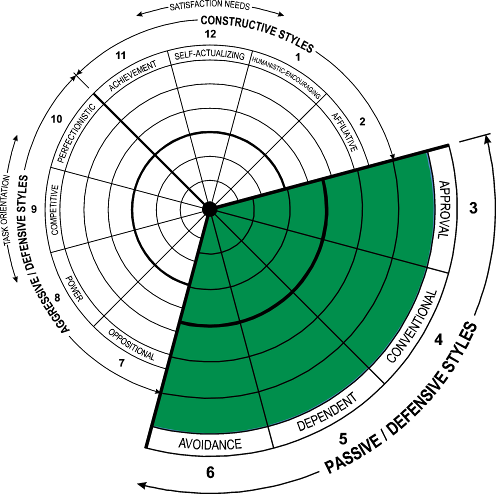 SATISFACTION NEEDS
CONSTRUCTIVE STYLES
11
12
1
ACHIEVEMENT
SELF-ACTUALIZING
HUMANISTIC-ENCOURAGING
10
2
PERFECTIONISTIC
AFFILIATIVE
TASK ORIENTATION
AGGRESSIVE / DEFENSIVE STYLES
9
COMPETITIVE
APPROVAL
3
8
POWER
CONVENTIONAL
4
7
OPPOSITIONAL
DEPENDENT
5
PASSIVE / DEFENSIVE STYLES
AVOIDANCE
6